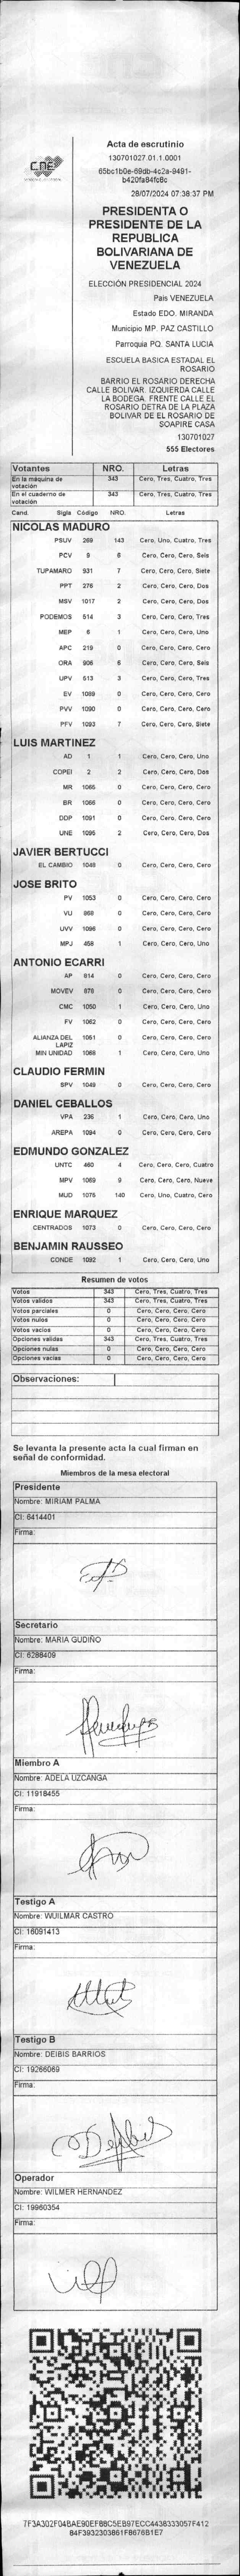 CNE
Acta de escrutinio
130701027 01.1.0001
65bc1b0e-69db-4c2a-9491-
b420fa84fc8c
28/07/2024 07:38:37 PM
PRESIDENTA O
PRESIDENTE DE LA
REPUBLICA
BOLIVARIANA DE
VENEZUELA
ELECCIÓN PRESIDENCIAL 2024
País VENEZUELA
Estado EDO. MIRANDA
Municipio MP. PAZ CASTILLO
Parroquia PQ. SANTA LUCIA
ESCUELA BASICA ESTADAL EL
ROSARIO
BARRIO EL ROSARIO DERECHA
CALLE BOLIVAR. IZQUIERDA CALLE
LA BODEGA. FRENTE CALLE EL
ROSARIO DETRA DE LA PLAZA
BOLIVAR DE EL ROSARIO DE
SOAPIRE CASA
130701027
555 Electores
Votantes NRO. Letras
En la máquina de votación 343 Cero, Tres, Cuatro, Tres
En el cuaderno de votación 343 Cero, Tres, Cuatro, Tres
Cand. Sigla Código NRO. Letras
NICOLAS MADURO
PSUV 269 143 Cero, Uno, Cuatro, Tres
PCV 9 6 Cero, Cero, Cero, Seis
TUPAMARO 931 7 Cero, Cero, Cero, Siete
PPT 276 2 Cero, Cero, Cero, Dos
MSV 1017 2 Cero, Cero, Cero, Dos
PODEMOS 514 3 Cero, Cero, Cero, Tres
MEP 6 1 Cero, Cero, Cero, Uno
APC 219 0 Cero, Cero, Cero, Cero
ORA 906 6 Cero, Cero, Cero, Seis
UPV 513 3 Cero, Cero, Cero, Tres
EV 1089 0 Cero, Cero, Cero, Cero
PVV 1090 0 Cero, Cero, Cero, Cero
PFV 1093 7 Cero, Cero, Cero, Siete
LUIS MARTINEZ
AD 1 1 Cero, Cero, Cero, Uno
COPEI 2 2 Cero, Cero, Cero, Dos
MR 1065 0 Cero, Cero, Cero, Cero
BR 1066 0 Cero, Cero, Cero, Cero
DDP 1091 0 Cero, Cero, Cero, Cero
UNE 1095 2 Cero, Cero, Cero, Dos
JAVIER BERTUCCI
EL CAMBIO 1048 0 Cero, Cero, Cero, Cero
JOSE BRITO
PV 1053 0 Cero, Cero, Cero, Cero
VU 868 0 Cero, Cero, Cero, Cero
UVV 1096 0 Cero, Cero, Cero, Cero
MPJ 458 1 Cero, Cero, Cero, Uno
ANTONIO ECARRI
AP 814 0 Cero, Cero, Cero, Cero
MOVEV 878 0 Cero, Cero, Cero, Cero
CMC 1050 1 Cero, Cero, Cero, Uno
FV 1062 0 Cero, Cero, Cero, Cero
ALIANZA DEL LAPIZ 1051 0 Cero, Cero, Cero, Cero
MIN UNIDAD 1068 1 Cero, Cero, Cero, Uno
CLAUDIO FERMIN
SPV 1049 0 Cero, Cero, Cero, Cero
DANIEL CEBALLOS
VPA 236 1 Cero, Cero, Cero, Uno
AREPA 1094 0 Cero, Cero, Cero, Cero
EDMUNDO GONZALEZ
UNTC 460 4 Cero, Cero, Cero, Cuatro
MPV 1069 9 Cero, Cero, Cero, Nueve
MUD 1075 140 Cero, Uno, Cuatro, Cero
ENRIQUE MARQUEZ
CENTRADOS 1073 0 Cero, Cero, Cero, Cero
BENJAMIN RAUSSEO
CONDE 1092 1 Cero, Cero, Cero, Uno
Resumen de votos
Votos 343 Cero, Tres, Cuatro, Tres
Votos validos 343 Cero, Tres, Cuatro, Tres
Votos parciales 0 Cero, Cero, Cero, Cero
Votos nulos 0 Cero, Cero, Cero, Cero
Votos vacios 0 Cero, Cero, Cero, Cero
Opciones validas 343 Cero, Tres, Cuatro, Tres
Opciones nulas 0 Cero, Cero, Cero, Cero
Opciones vacias 0 Cero, Cero, Cero, Cero
Observaciones:
Se levanta la presente acta la cual firman en
señal de conformidad.
Miembros de la mesa electoral
Presidente
Nombre: MIRIAM PALMA
CI: 6414401
Firma:
Secretario
Nombre: MARIA GUDIÑO
CI: 6288409
Firma:
Miembro A
Nombre: ADELA UZCANGA
CI: 11918455
Firma:
Testigo A
Nombre: WUILMAR CASTRO
CI: 16091413
Firma:
Testigo B
Nombre: DEIBIS BARRIOS
CI: 19266069
Firma:
Operador
Nombre: WILMER HERNANDEZ
CI: 19960354
Firma:
7F3A302F04BAE90EFB8C5EB97ECC4438333057F412
84F3932303861FB676B1E7